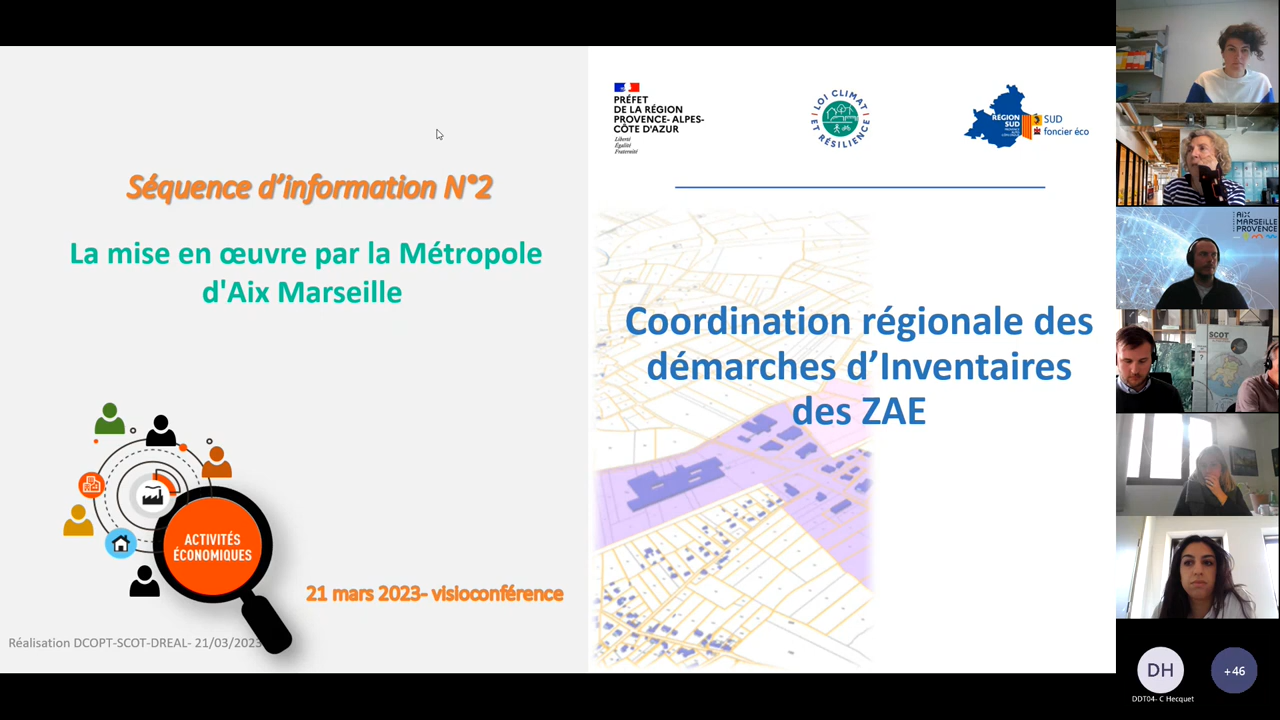 Séquence d'information N°2
La mise en œuvre par la Métropole
d'Aix Marseille
ACTIVITÉS
ÉCONOMIQUES
21 mars 2023- visioconférence
Réalisation DCOPT-SCOT-DREAL- 21/03/2023
PRÉFET
DE LA RÉGION
PROVENCE- ALPES-
CÔTE D'AZUR
Liberté
Égalité
Fraternité
LOI CLIMAT
ET RÉSILIENCE
RÉGION
SUD
SUD
foncier éco
Coordination régionale des
démarches d'Inventaires
des ZAE
AIX
MARSEILLE
PROVENCE
SCOT
DH
+46
DDT04- C Hecquet